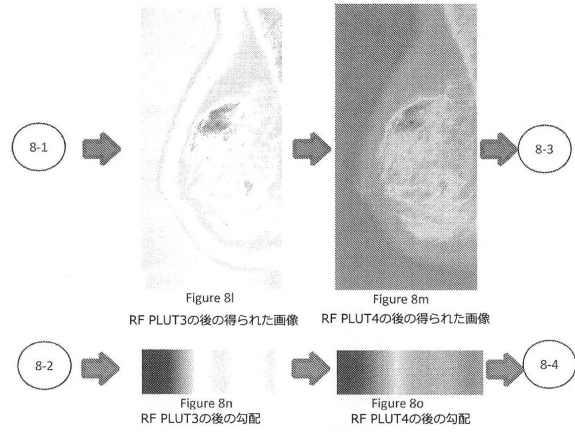 8-1
8-3
Figure 8l
Figure 8m
RF PLUT3の後の得られた画像
RF PLUT4の後の得られた画像
8-2
8-4
Figure 8n
Figure 8o
RF PLUT3の後の勾配
RF PLUT4の後の勾配